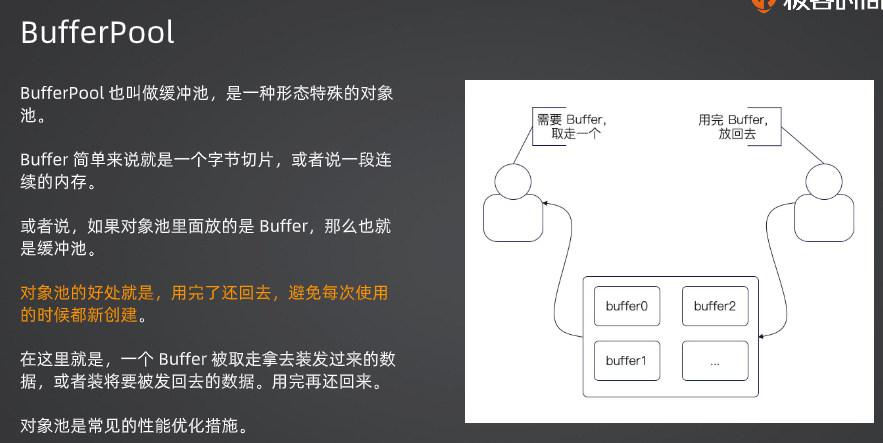 极客时间
BufferPool
BufferPool 也叫做缓冲池，是一种形态特殊的对象
池。
Buffer 简单来说就是一个字节切片，或者说一段连
续的内存。
或者说，如果对象池里面放的是 Buffer，那么也就
是缓冲池。
对象池的好处就是，用完了还回去，避免每次使用
的时候都新创建。
在这里就是，一个 Buffer 被取走拿去装发过来的数
据，或者装将要被发回去的数据。用完再还回来。
对象池是常见的性能优化措施。
需要 Buffer，
取走一个
用完 Buffer，
放回去
buffer0
buffer2
buffer1
...